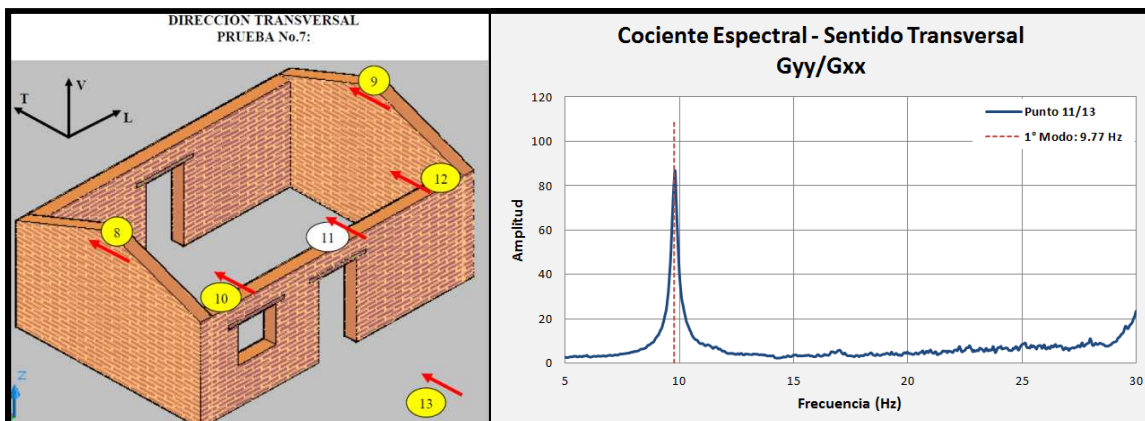 DIRECCIÓN TRANSVERSAL
PRUEBA No.7:
V
T
L
9
12
8
11
10
13
Z
Cociente Espectral - Sentido Transversal
Gyy/Gxx
120
100
80
60
40
20
0
Amplitud
Punto 11/13
1° Modo: 9.77 Hz
5
10
15
20
25
30
Frecuencia (Hz)